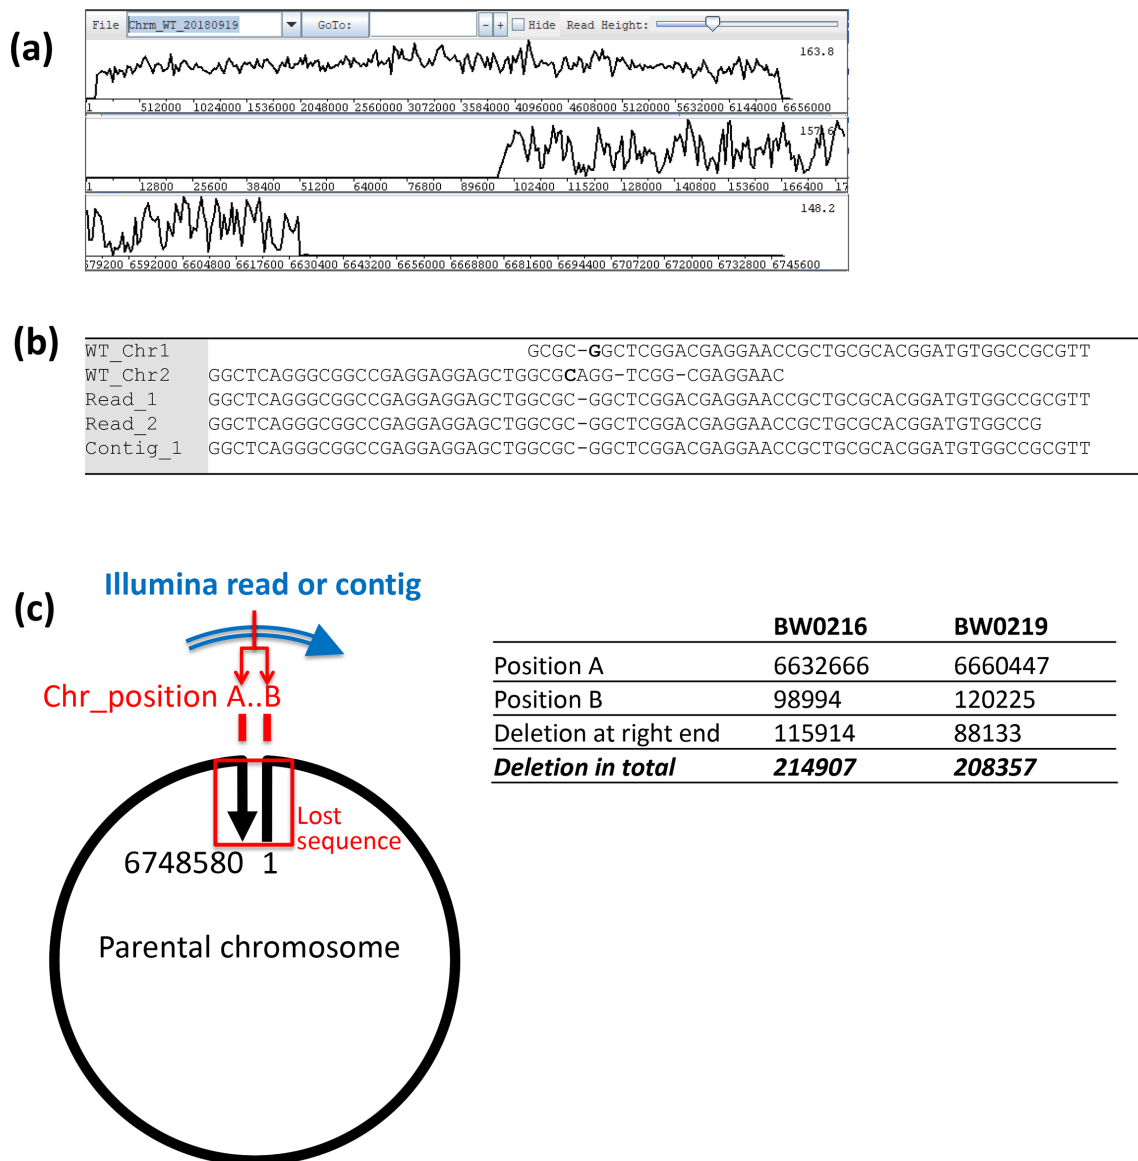 (a)
File Chrm_WT_20180919 GoTo: - + Hide Read Height:
163.8
1 512000 1024000 1536000 2048000 2560000 3072000 3584000 4096000 4608000 5120000 5632000 6144000 6656000
157.6
1 12800 25600 38400 51200 64000 76800 89600 102400 115200 128000 140800 153600 166400 17
148.2
579200 6592000 6604800 6617600 6630400 6643200 6656000 6668800 6681600 6694400 6707200 6720000 6732800 6745600
(b)
WT_Chr1 GCGC-GGCTCGGACGAGGAACCGCTGCGCACGGATGTGGCCGCGTT
WT_Chr2 GGCTCAGGGCGGCCGAGGAGGAGCTGGCGCAGG-TCGG-CGAGGAAC
Read_1 GGCTCAGGGCGGCCGAGGAGGAGCTGGCGC-GGCTCGGACGAGGAACCGCTGCGCACGGATGTGGCCGCGTT
Read_2 GGCTCAGGGCGGCCGAGGAGGAGCTGGCGC-GGCTCGGACGAGGAACCGCTGCGCACGGATGTGGCCG
Contig_1 GGCTCAGGGCGGCCGAGGAGGAGCTGGCGC-GGCTCGGACGAGGAACCGCTGCGCACGGATGTGGCCGCGTT
(c)
Illumina read or contig
Chr_position A..B
Lost
sequence
6748580 1
Parental chromosome
BW0216 BW0219
Position A 6632666 6660447
Position B 98994 120225
Deletion at right end 115914 88133
Deletion in total 214907 208357